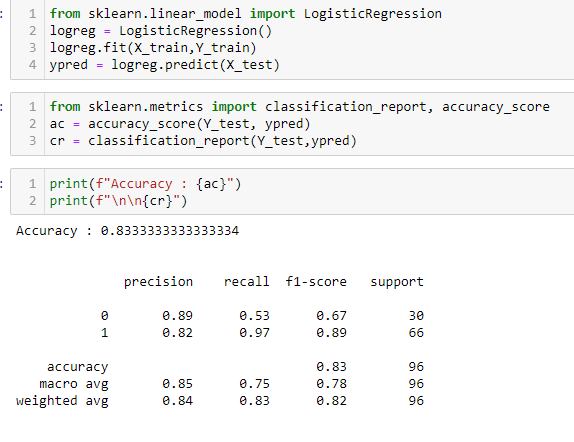 : 1 from sklearn.linear_model import LogisticRegression
2 logreg = LogisticRegression()
3 logreg.fit(X_train,Y_train)
4 ypred = logreg.predict(X_test)
: 1 from sklearn.metrics import classification_report, accuracy_score
2 ac = accuracy_score(Y_test, ypred)
3 cr = classification_report(Y_test,ypred)
: 1 print(f"Accuracy : {ac}")
2 print(f"\n\n{cr}")
Accuracy : 0.8333333333333334
precision recall f1-score support
0 0.89 0.53 0.67 30
1 0.82 0.97 0.89 66
accuracy 0.83 96
macro avg 0.85 0.75 0.78 96
weighted avg 0.84 0.83 0.82 96